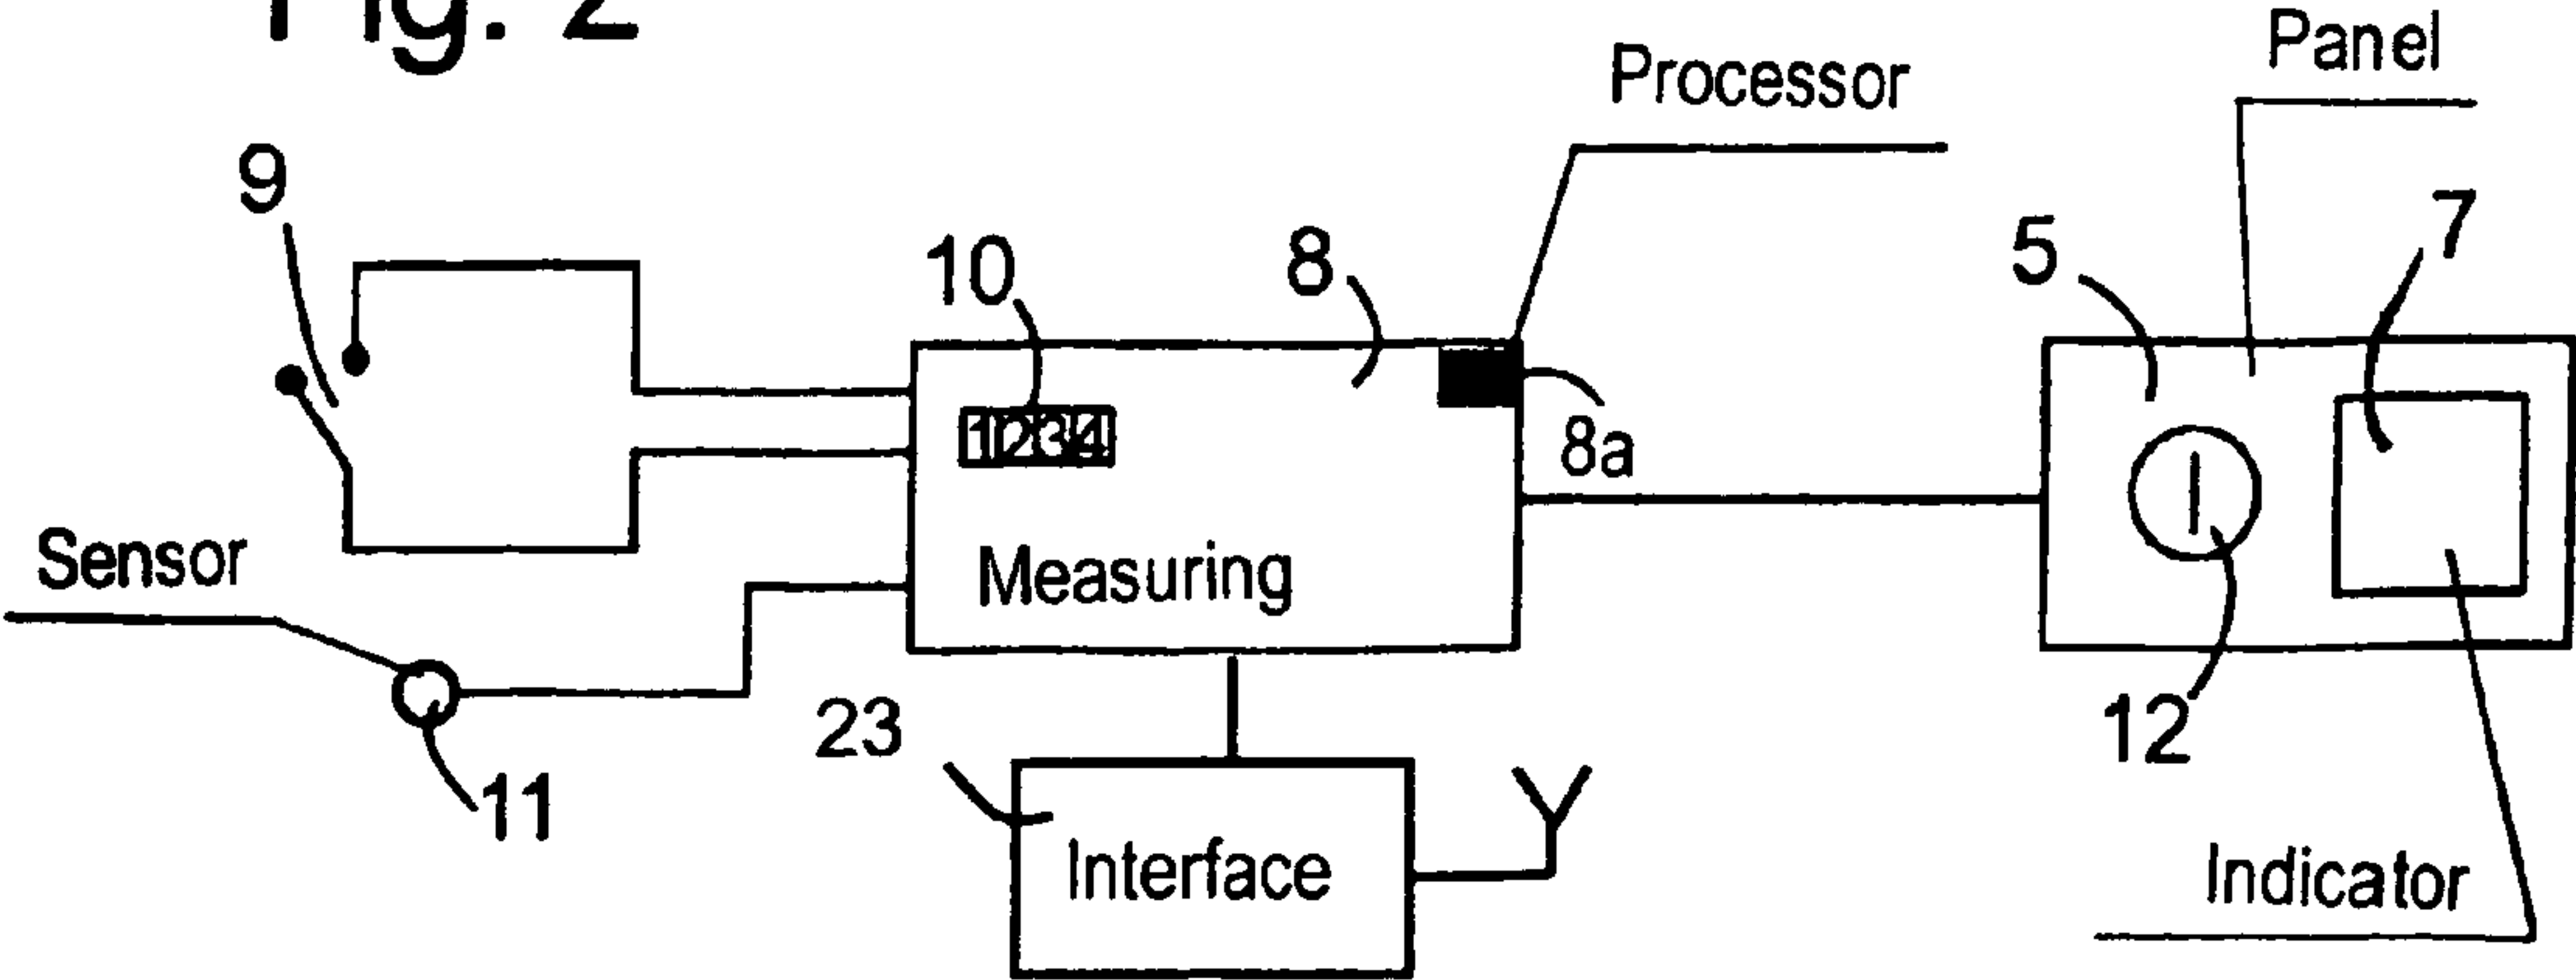 Fig. 2
Panel
Processor
9
10
8
5
7
1234
8a
Sensor
Measuring
23
12
11
Interface
Indicator